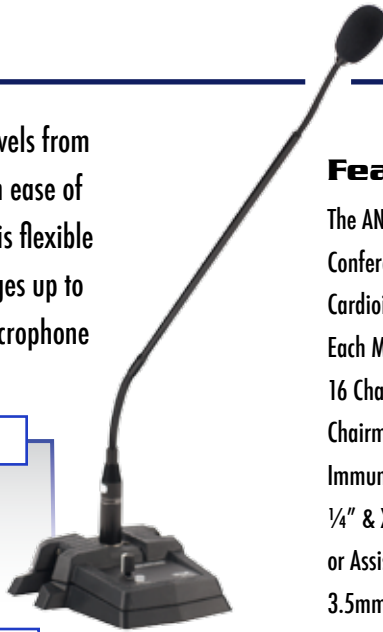 vels from
ease of
is flexible
ges up to
crophone
Fea
The AN
Confere
Cardioi
Each M
16 Cha
Chairm
Immun
¼” &
or Assis
3.5mm